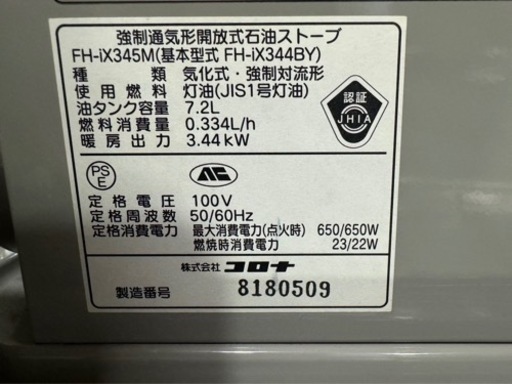 強制通気形開放式石油ストーブ
FH-iX345M(基本型式 FH-iX344BY)
種類 気化式・強制対流形
使用燃料 灯油(JIS1号灯油)
油タンク容量 7.2L
燃料消費量 0.334L/h
暖房出力 3.44kW
認証
JHIA
PS
E
定格電圧 100V
定格周波数 50/60Hz
定格消費電力 最大消費電力(点火時) 650/650W
燃焼時消費電力 23/22W
株式会社 コロナ
製造番号 8180509